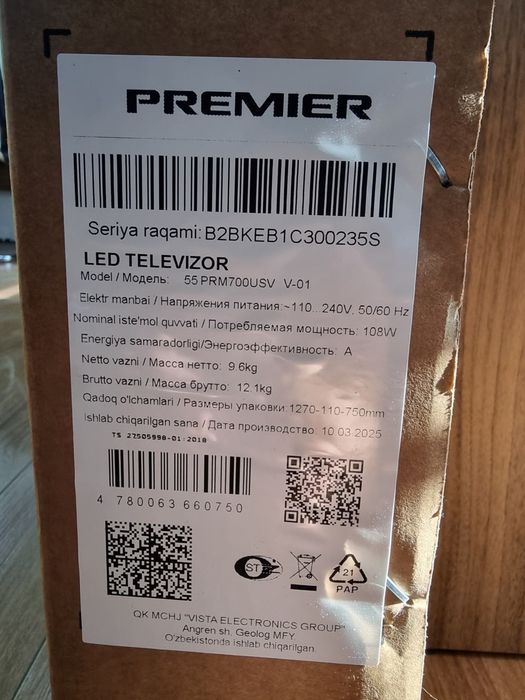 PREMIER
Seriya raqami: B2BKEB1C300235S
LED TELEVIZOR
Model / Модель: 55 PRM700USV V-01
Elektr manbai / Напряжения питания: ~110...240V. 50/60 Hz
Nominal iste'mol quvvati / Потребляемая мощность: 108W
Energiya samaradorligi/Энергоэффективность: A
Netto vazni / Масса нетто: 9.6kg
Brutto vazni / Масса брутто: 12.1kg
Qadoq o'lchamlari / Размеры упаковки: 1270-110-750mm
ishlab chiqarilgan sana / Дата производство: 10.03.2025
TS 27505998-01:2018
4 780063 660750
ST
21
PAP
QK MCHJ "VISTA ELECTRONICS GROUP"
Angren sh, Geolog MFY.
O'zbekistonda ishlab chiqarilgan.